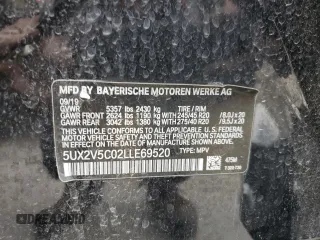 MFD BY BAYERISCHE MOTOREN WERKE AG
09/19
GVWR 5357 lbs 2430 kg TIRE / RIM
GAWR FRONT 2624 lbs 1190 kg WITH 245/45 R20 / 8.0J x 20
GAWR REAR 3042 lbs 1380 kg WITH 275/40 R20 / 9.5J x 20
THIS VEHICLE CONFORMS TO ALL APPLICABLE
FEDERAL MOTOR VEHICLE SAFETY, BUMPER AND
THEFT PREVENTION STANDARDS IN EFFECT ON THE
DATE OF MANUFACTURE SHOWN ABOVE.
5UX2V5C02LLE69520 TYPE: MPV
475M